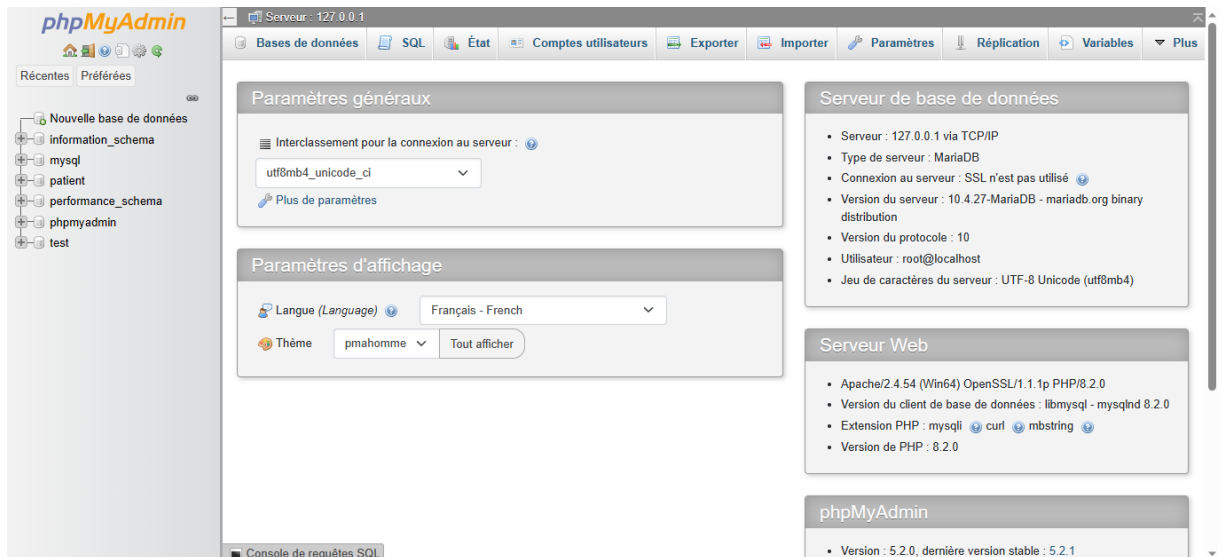 phpMyAdmin
Récentes Préférées
Nouvelle base de données
information_schema
mysql
patient
performance_schema
phpmyadmin
test
Serveur : 127.0.0.1
Bases de données SQL État Comptes utilisateurs Exporter Importer Paramètres Réplication Variables Plus
Paramètres généraux
Interclassement pour la connexion au serveur :
utf8mb4_unicode_ci
Plus de paramètres
Paramètres d'affichage
Langue (Language) Français - French
Thème pmahomme Tout afficher
Serveur de base de données
Serveur : 127.0.0.1 via TCP/IP
Type de serveur : MariaDB
Connexion au serveur : SSL n'est pas utilisé
Version du serveur : 10.4.27-MariaDB - mariadb.org binary
distribution
Version du protocole : 10
Utilisateur : root@localhost
Jeu de caractères du serveur : UTF-8 Unicode (utf8mb4)
Serveur Web
Apache/2.4.54 (Win64) OpenSSL/1.1.1p PHP/8.2.0
Version du client de base de données : libmysql - mysqlnd 8.2.0
Extension PHP : mysqli curl mbstring
Version de PHP : 8.2.0
phpMyAdmin
Version : 5.2.0, dernière version stable : 5.2.1
Console de requêtes SQL